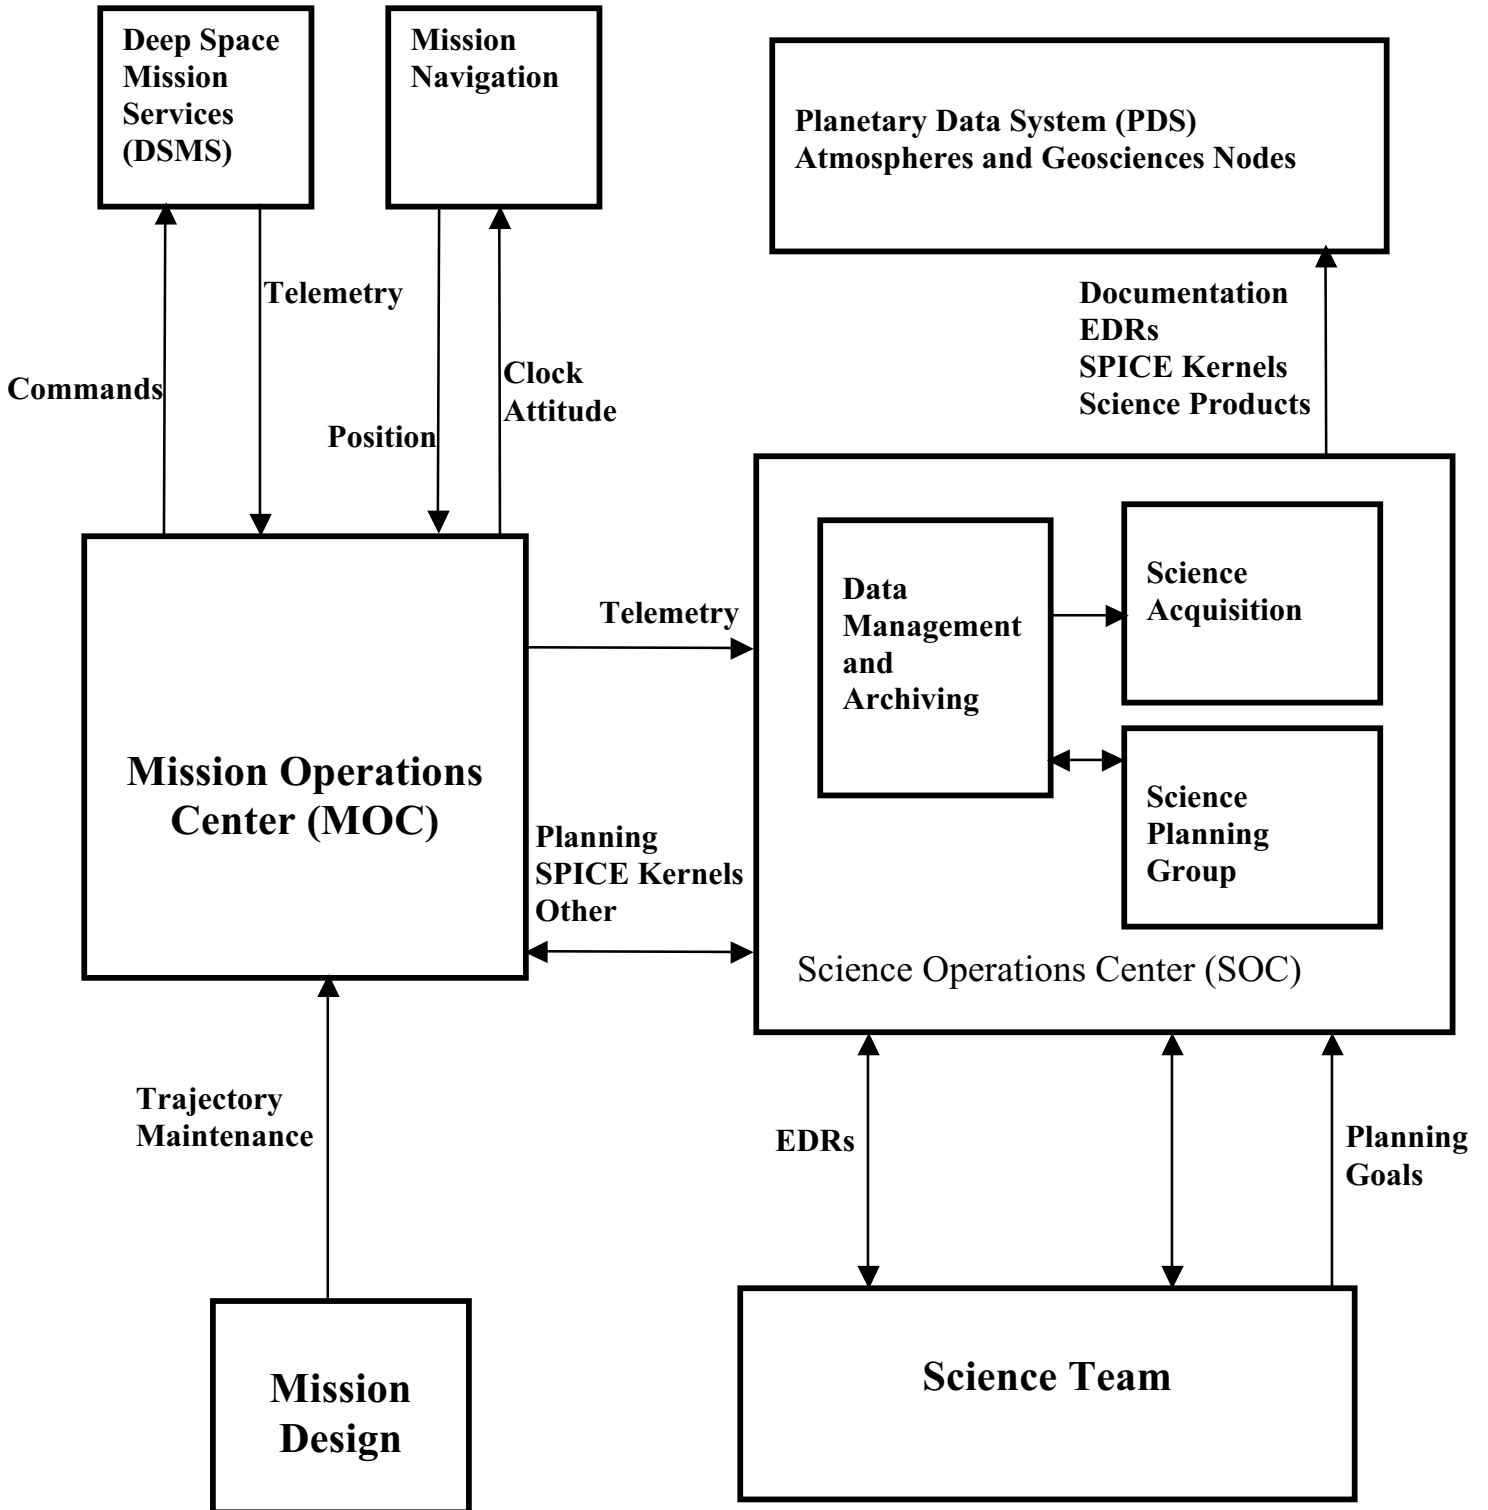 Deep Space
Mission
Services
(DSMS)
Mission
Navigation
Planetary Data System (PDS)
Atmospheres and Geosciences Nodes
Telemetry
Commands
Position
Clock
Attitude
Documentation
EDRs
SPICE Kernels
Science Products
Mission Operations
Center (MOC)
Telemetry
Planning
SPICE Kernels
Other
Data
Management
and
Archiving
Science
Acquisition
Science
Planning
Group
Science Operations Center (SOC)
Trajectory
Maintenance
EDRs
Planning
Goals
Mission
Design
Science Team